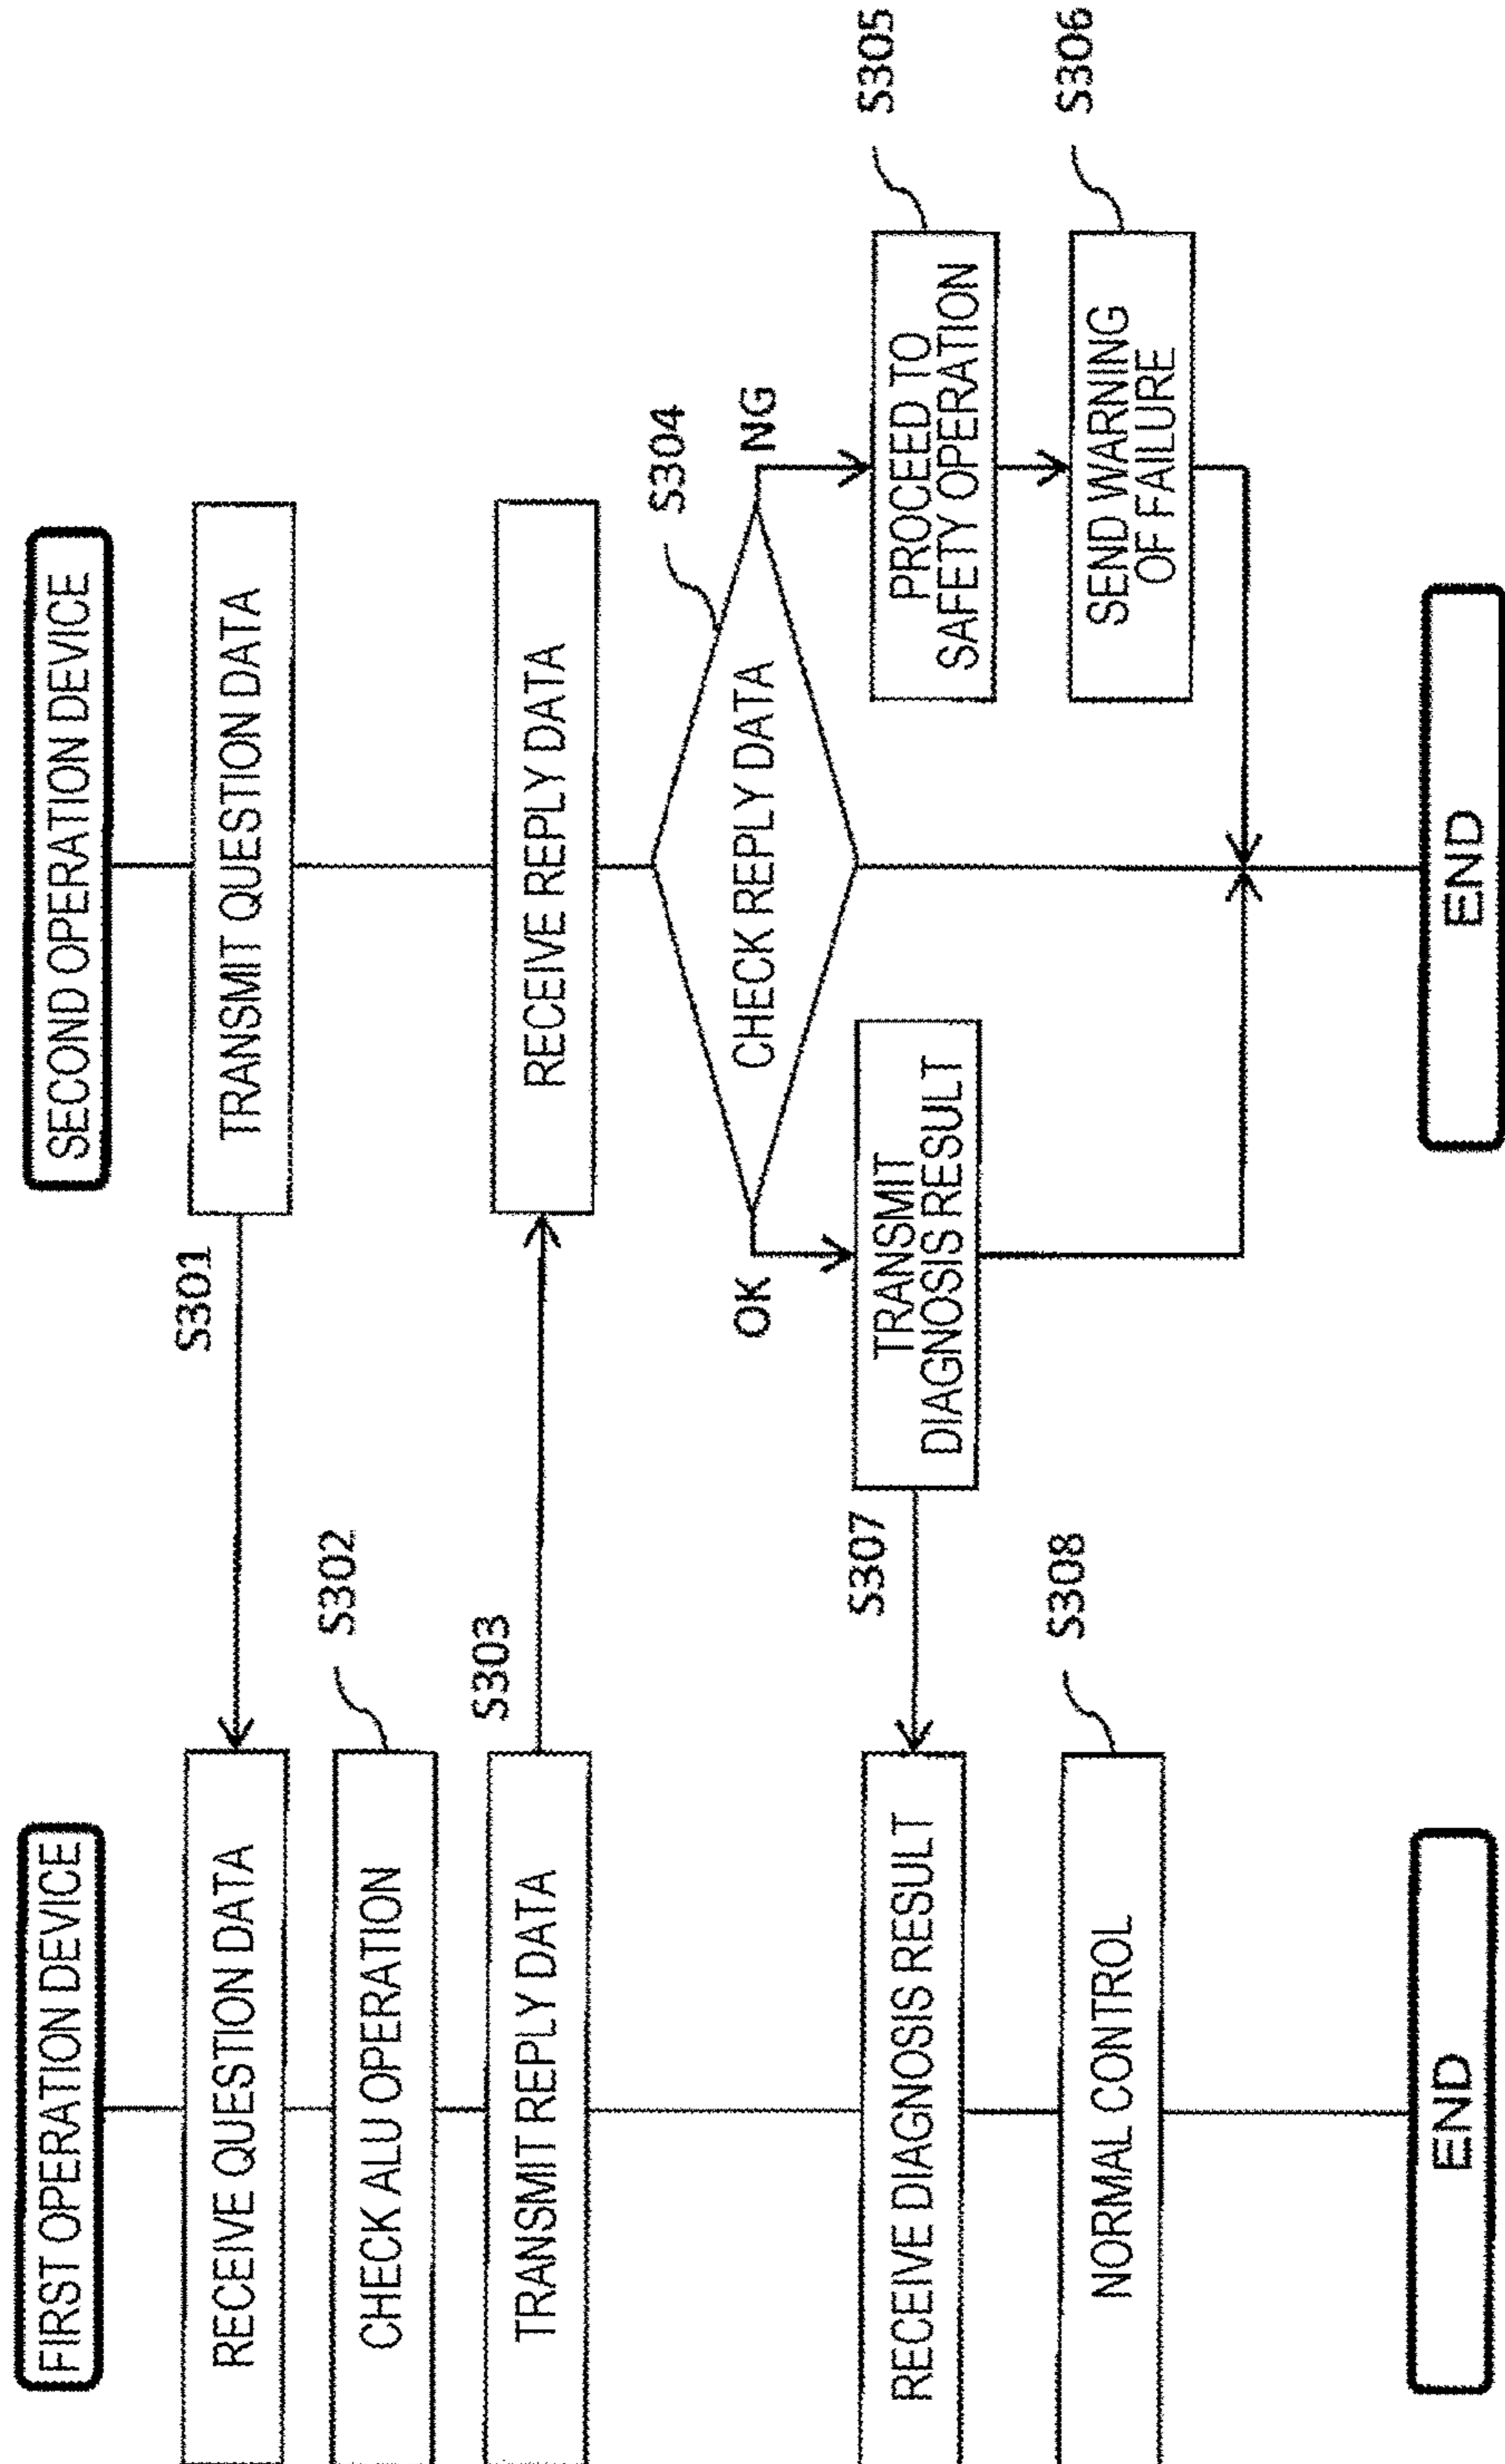 FIRST OPERATION DEVICE
SECOND OPERATION DEVICE
RECEIVE QUESTION DATA
S301
TRANSMIT QUESTION DATA
CHECK ALU OPERATION
S302
TRANSMIT REPLY DATA
S303
RECEIVE REPLY DATA
S304
CHECK REPLY DATA
OK
NG
RECEIVE DIAGNOSIS RESULT
S307
TRANSMIT
DIAGNOSIS RESULT
PROCEED TO
SAFETY OPERATION
S305
NORMAL CONTROL
S308
SEND WARNING
OF FAILURE
S306
END
END